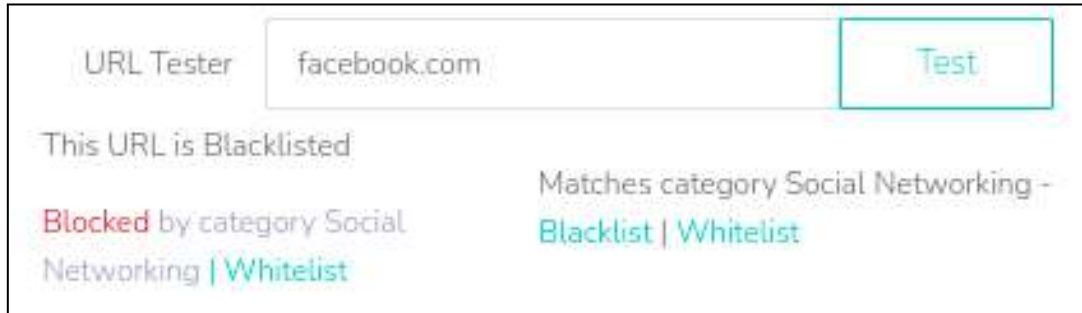 URL Tester facebook.com Test
This URL is Blacklisted
Blocked by category Social
Networking | Whitelist
Matches category Social Networking -
Blacklist | Whitelist